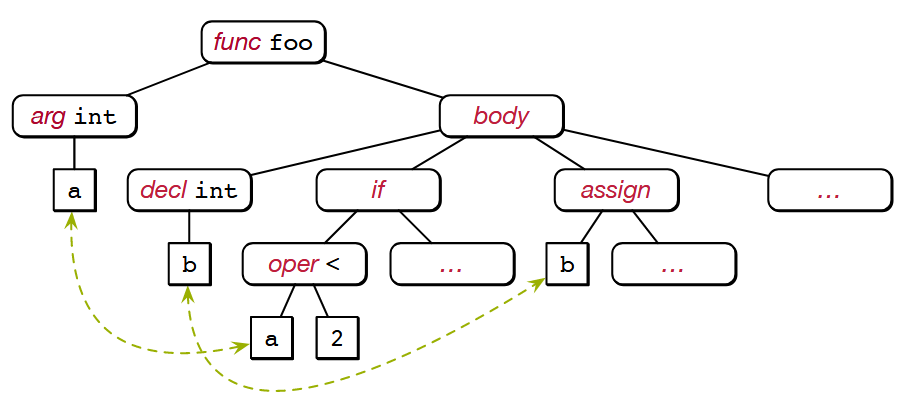 func foo
arg int
body
a
decl int
if
assign
...
b
oper <
...
b
...
a
2